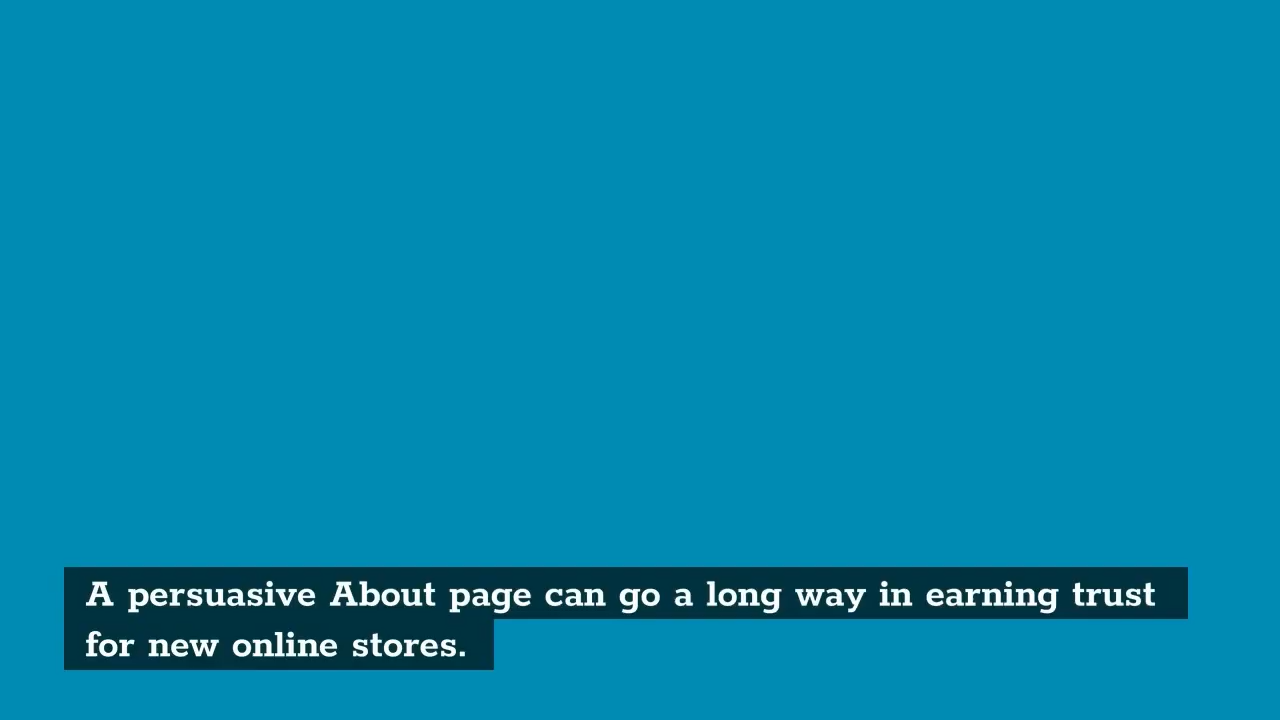 A persuasive About page can go a long way in earning trust
for new online stores.